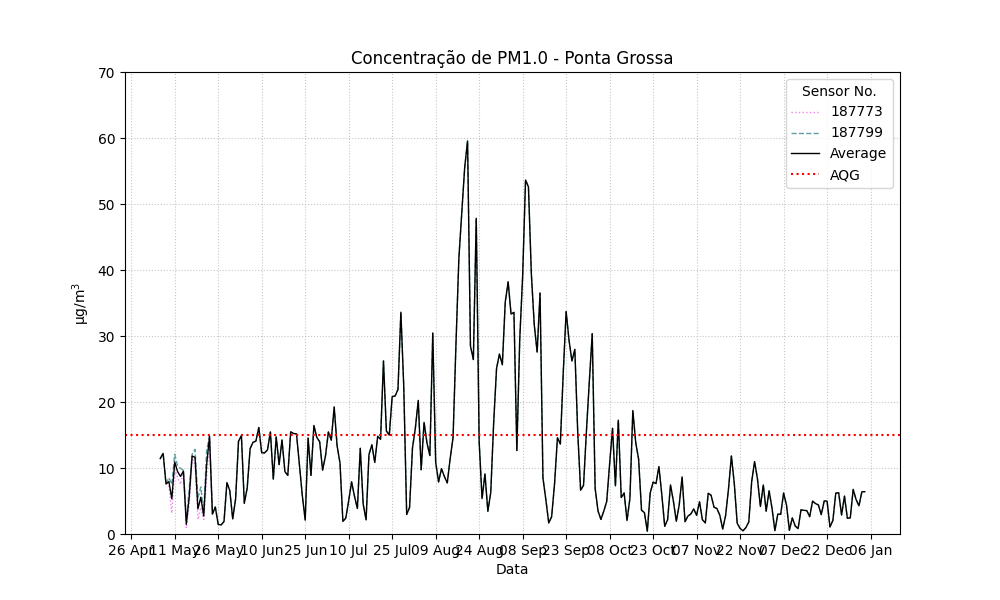 Concentração de PM1.0 - Ponta Grossa
Sensor No.
187773
187799
Average
AQG
70
60
50
40
30
20
10
0
µg/m³
26 Apr 11 May 26 May 10 Jun 25 Jun 10 Jul 25 Jul 09 Aug 24 Aug 08 Sep 23 Sep 08 Oct 23 Oct 07 Nov 22 Nov 07 Dec 22 Dec 06 Jan
Data